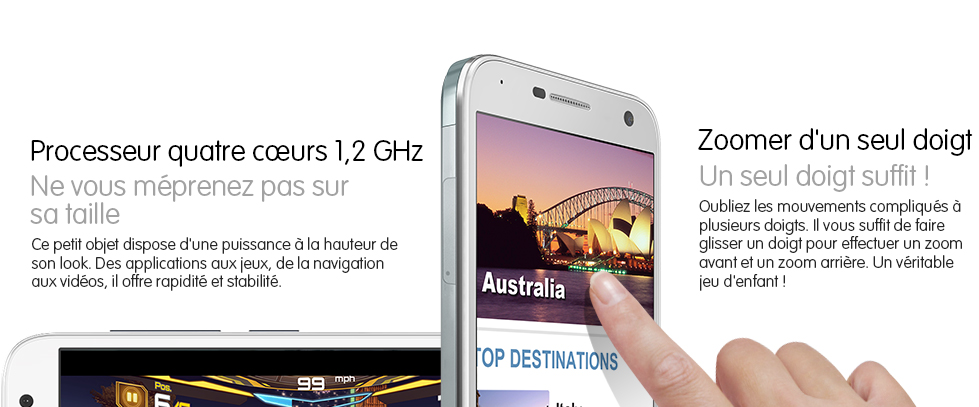 Processeur quatre cœurs 1,2 GHz
Ne vous méprenez pas sur
sa taille
Ce petit objet dispose d'une puissance à la hauteur de
son look. Des applications aux jeux, de la navigation
aux vidéos, il offre rapidité et stabilité.
Zoomer d'un seul doigt
Un seul doigt suffit !
Oubliez les mouvements compliqués à
plusieurs doigts. Il vous suffit de faire
glisser un doigt pour effectuer un zoom
avant et un zoom arrière. Un véritable
jeu d'enfant !
Australia
TOP DESTINATIONS
Pos.
99 mph